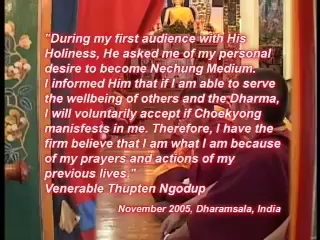 "During my first audience with His
Holiness, He asked me of my personal
desire to become Nechung Medium.
I informed Him that if I am able to serve
the wellbeing of others and the Dharma,
I will voluntarily accept if Choekyong
manisfests in me. Therefore, I have the
firm believe that I am what I am because
of my prayers and actions of my
previous lives."
Venerable Thupten Ngodup
November 2005, Dharamsala, India